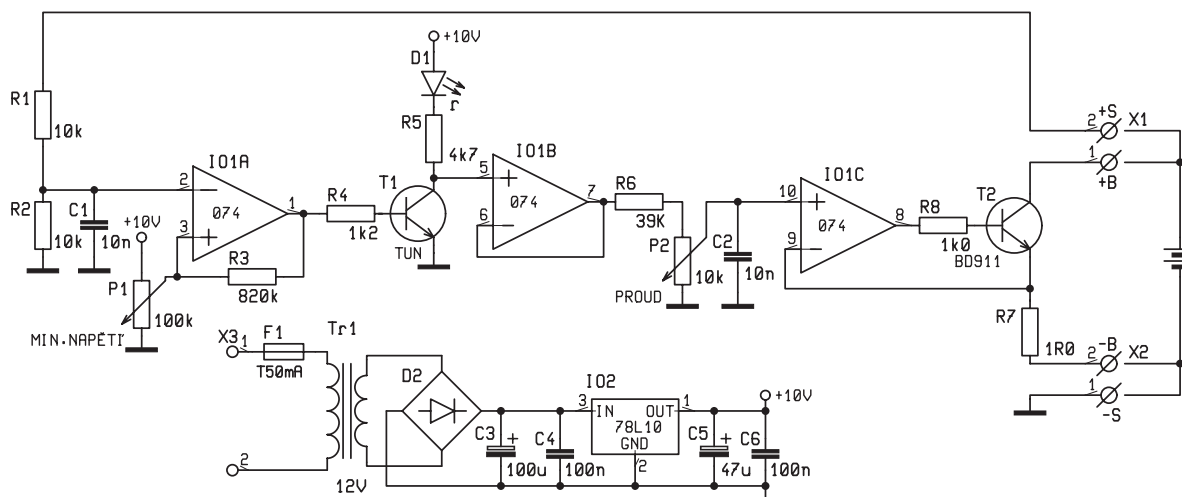 +10V
D1
r
R5
4k7
R1
10k
+S
2
X1
1
+B
IO1A
2
1
3
074
R2
10k
C1
10n
+10V
R4
1k2
T1
TUN
IO1B
5
7
6
074
R6
39K
P2
10k
PROUD
C2
10n
IO1C
10
8
9
074
R8
1k0
T2
BD911
R3
820k
P1
100k
MIN.NAPĚTÍ
R7
1R0
-B
2
X2
1
-S
X3
1
F1
T50mA
Tr1
2
12V
D2
C3
+
100u
C4
100n
IO2
3
IN
OUT
1
78L10
GND
2
C5
+
47u
C6
100n
+10V